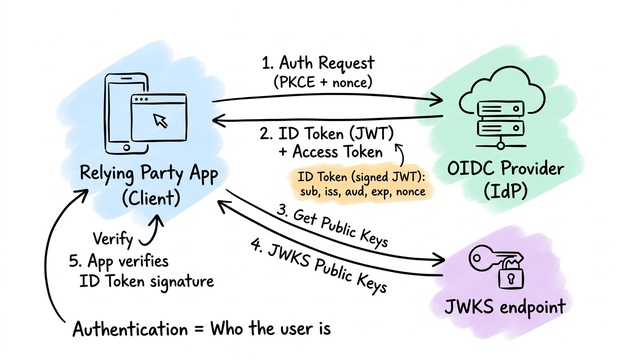 1. Auth Request
(PKCE + nonce)
2. ID Token (JWT)
+ Access Token
ID Token (signed JWT):
sub, iss, aud, exp, nonce
Relying Party App
(Client)
OIDC Provider
(IdP)
3. Get Public Keys
4. JWKS Public Keys
Verify
5. App verifies
ID Token signature
JWKS endpoint
Authentication = Who the user is